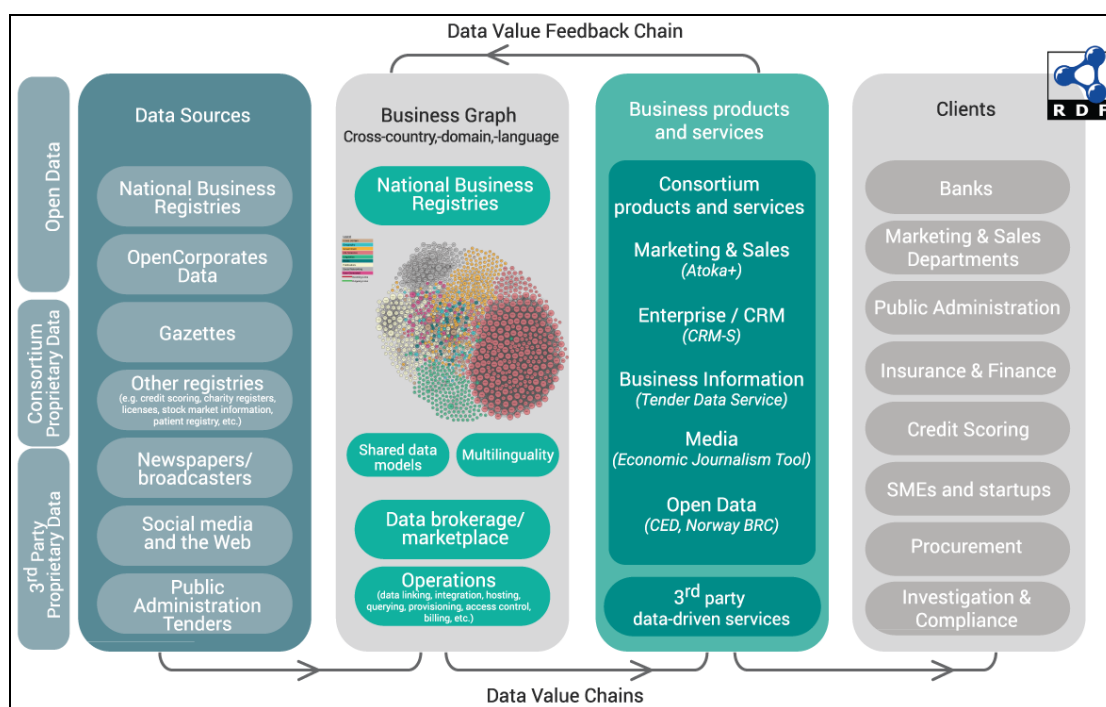 Data Value Feedback Chain
RDF
Open Data
Consortium
Proprietary Data
3rd Party
Proprietary Data
Data Sources
National Business
Registries
OpenCorporates
Data
Gazettes
Other registries
(e.g. credit scoring, charity registers,
licenses, stock market information,
patient registry, etc.)
Newspapers/
broadcasters
Social media
and the Web
Public
Administration
Tenders
Business Graph
Cross-country,-domain,-language
National Business
Registries
Shared data
models
Multilinguality
Data brokerage/
marketplace
Operations
(data linking, integration, hosting,
querying, provisioning, access control,
billing, etc.)
Business products
and services
Consortium
products and services
Marketing & Sales
(Atoka+)
Enterprise / CRM
(CRM-S)
Business Information
(Tender Data Service)
Media
(Economic Journalism Tool)
Open Data
(CED, Norway BRC)
3rd party
data-driven services
Clients
Banks
Marketing & Sales
Departments
Public Administration
Insurance & Finance
Credit Scoring
SMEs and startups
Procurement
Investigation &
Compliance
Data Value Chains